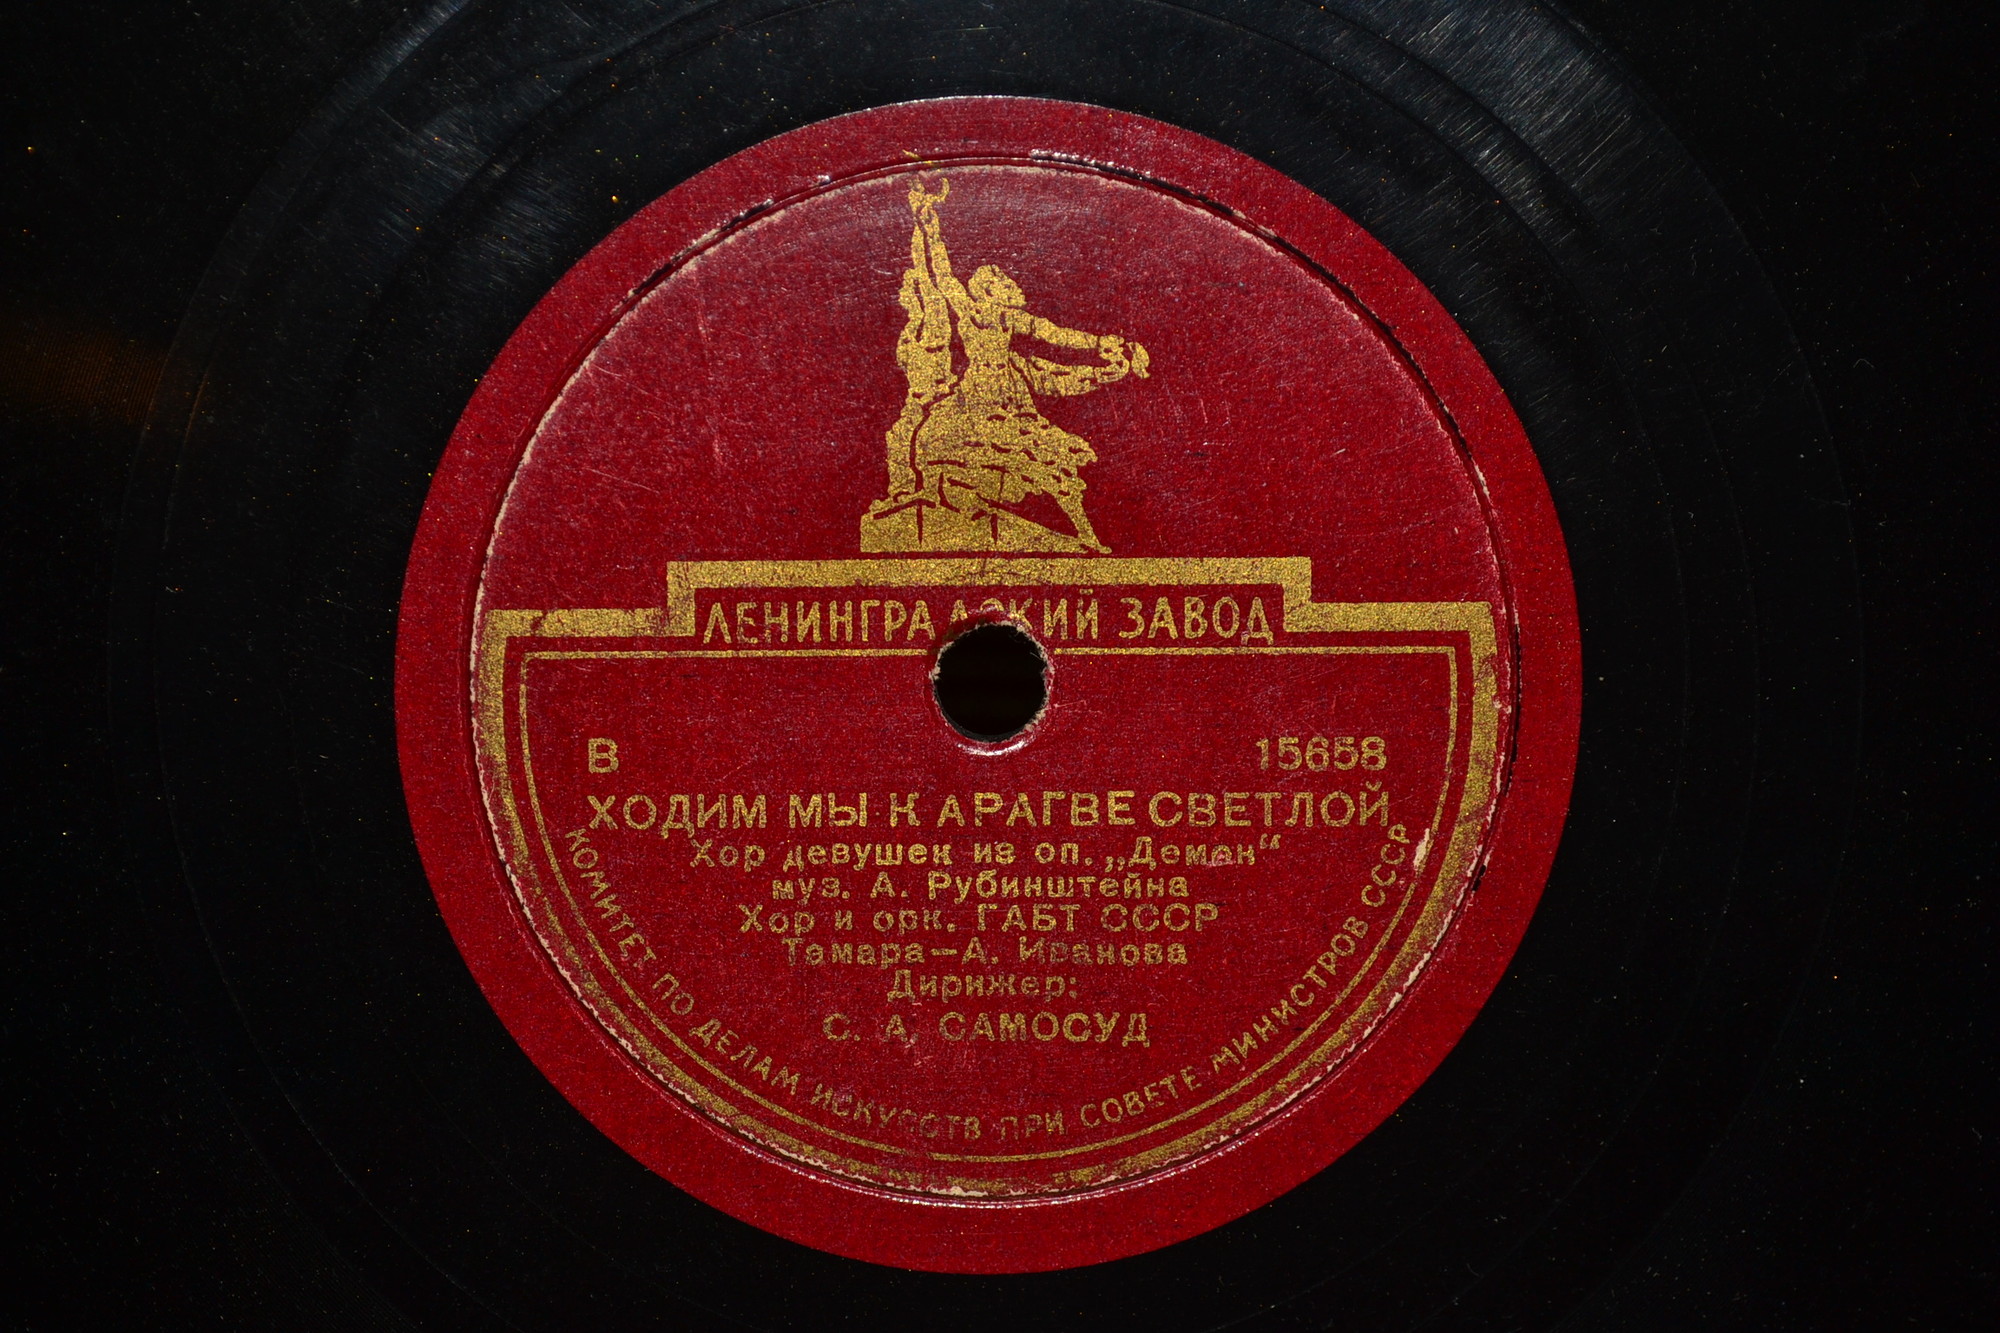 ЛЕНИНГРАДСКИЙ ЗАВОД
В 15658
ХОДИМ МЫ К АРАГВЕ СВЕТЛОЙ
Хор девушек из оп. „Демон“
муз. А. Рубинштейна
Хор и орк. ГАБТ СССР
Тамара—А. Иванова
Дирижер:
С. А. САМОСУД
КОМИТЕТ ПО ДЕЛАМ ИСКУССТВ ПРИ СОВЕТЕ МИНИСТРОВ СССР